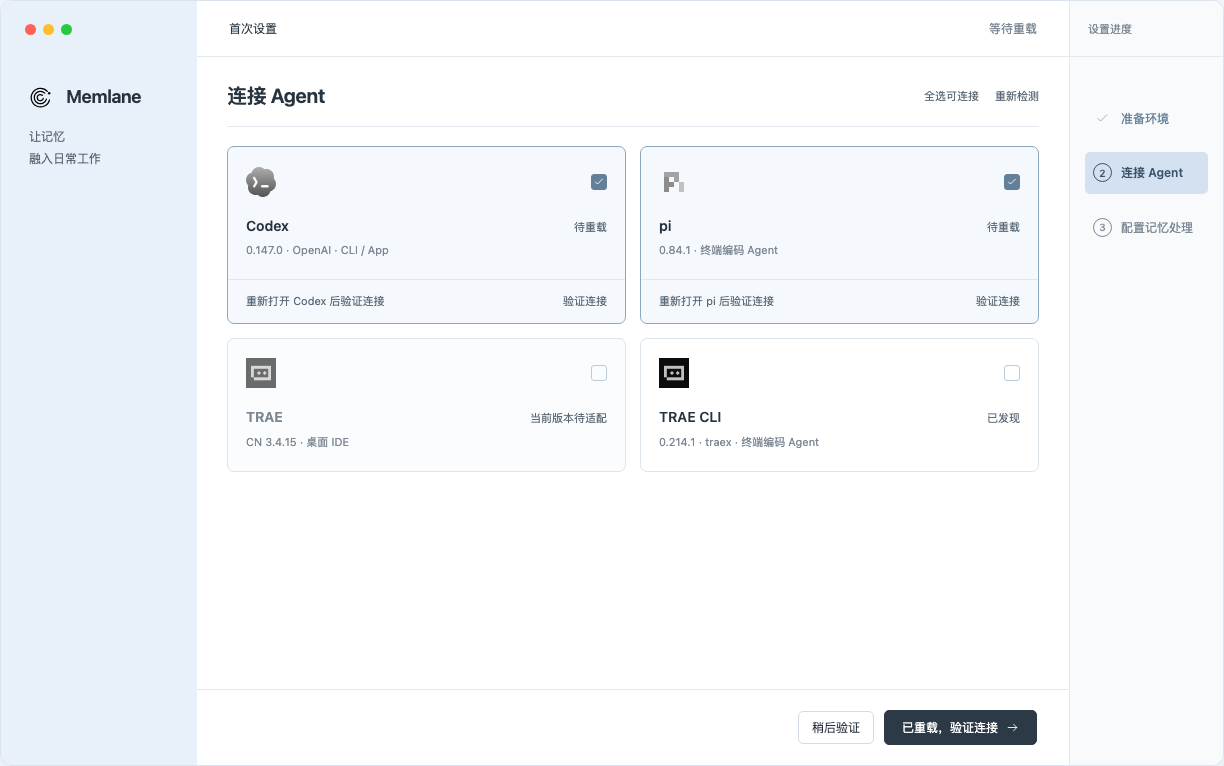 首次设置
等待重载
设置进度
Memlane
让记忆
融入日常工作
连接 Agent
全选可连接
重新检测
Codex
待重载
0.147.0 · OpenAI · CLI / App
重新打开 Codex 后验证连接
验证连接
pi
待重载
0.84.1 · 终端编码 Agent
重新打开 pi 后验证连接
验证连接
TRAE
当前版本待适配
CN 3.4.15 · 桌面 IDE
TRAE CLI
已发现
0.214.1 · traex · 终端编码 Agent
稍后验证
已重载，验证连接 →
准备环境
2 连接 Agent
3 配置记忆处理